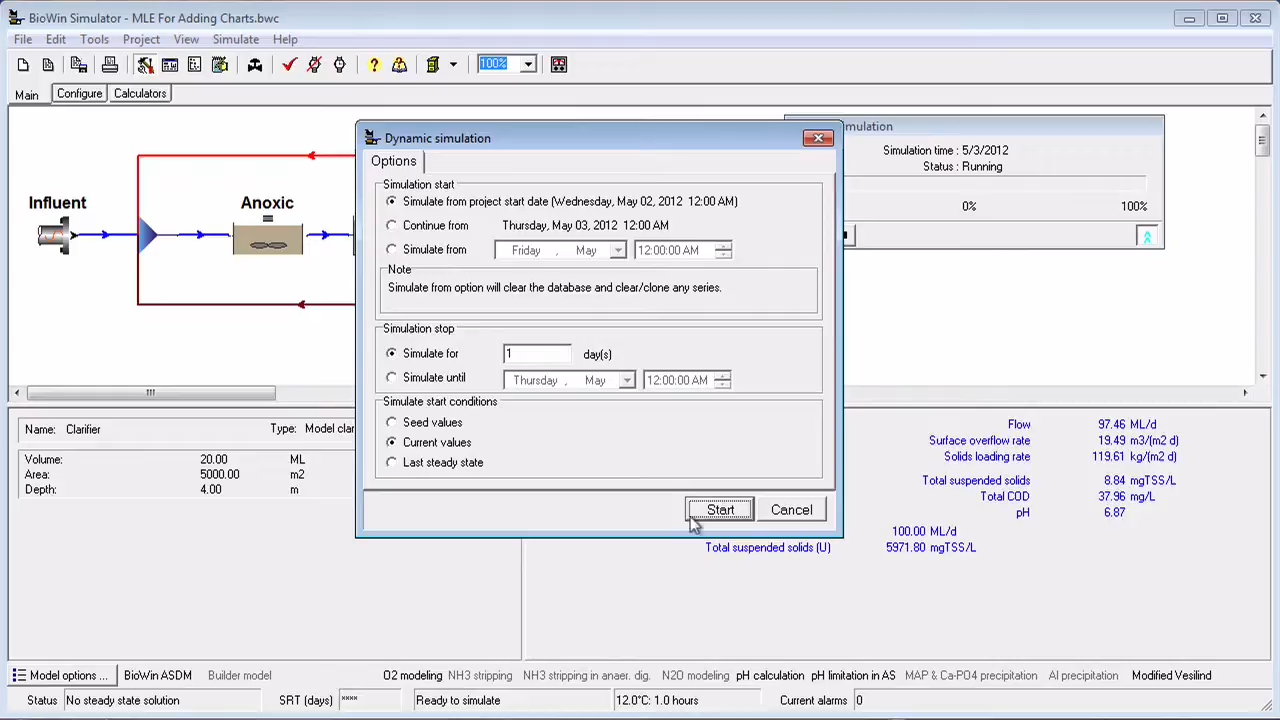 BioWin Simulator - MLE For Adding Charts.bwc
File Edit Tools Project View Simulate Help
100%
Main Configure Calculators
Influent
Anoxic
Dynamic simulation
Options
Simulation start
Simulate from project start date (Wednesday, May 02, 2012 12:00 AM)
Continue from Thursday, May 03, 2012 12:00 AM
Simulate from Friday , May 12:00:00 AM
Note
Simulate from option will clear the database and clear/clone any series.
Simulation stop
Simulate for 1 day(s)
Simulate until Thursday , May 12:00:00 AM
Simulate start conditions
Seed values
Current values
Last steady state
Start Cancel
Simulation time : 5/3/2012
Status : Running
0% 100%
Name: Clarifier Type: Model
Volume: 20.00 ML
Area: 5000.00 m2
Depth: 4.00 m
Flow 97.46 ML/d
Surface overflow rate 19.49 m3/(m2 d)
Solids loading rate 119.61 kg/(m2 d)
Total suspended solids 8.84 mgTSS/L
Total COD 37.96 mg/L
pH 6.87
100.00 ML/d
Total suspended solids (U) 5971.80 mgTSS/L
Model options ... BioWin ASDM Builder model O2 modeling NH3 stripping NH3 stripping in anaer. dig. N2O modeling pH calculation pH limitation in AS MAP & Ca-PO4 precipitation Al precipitation Modified Vesilind
Status No steady state solution SRT (days) **** Ready to simulate 12.0°C: 1.0 hours Current alarms 0